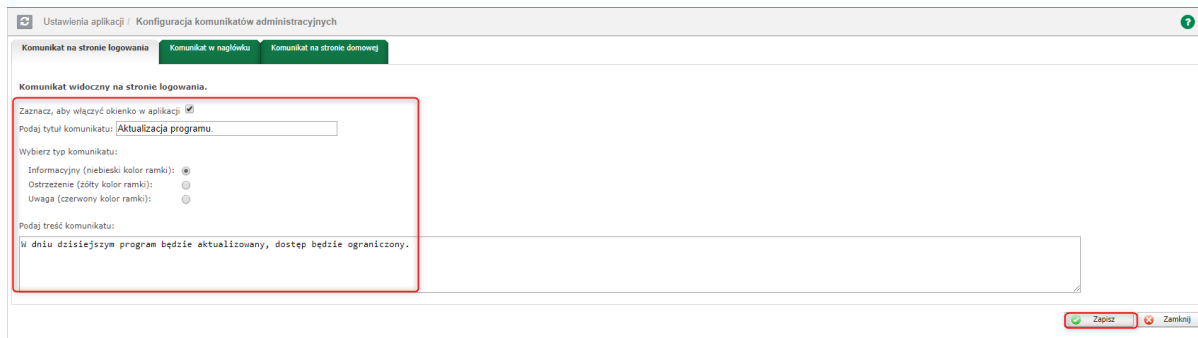 Ustawienia aplikacji / Konfiguracja komunikatów administracyjnych ?
Komunikat na stronie logowania Komunikat w nagłówku Komunikat na stronie domowej
Komunikat widoczny na stronie logowania.
Zaznacz, aby włączyć okienko w aplikacji
Podaj tytuł komunikatu: Aktualizacja programu.
Wybierz typ komunikatu:
Informacyjny (niebieski kolor ramki):
Ostrzeżenie (żółty kolor ramki):
Uwaga (czerwony kolor ramki):
Podaj treść komunikatu:
W dniu dzisiejszym program będzie aktualizowany, dostęp będzie ograniczony.
Zapisz Zamknij